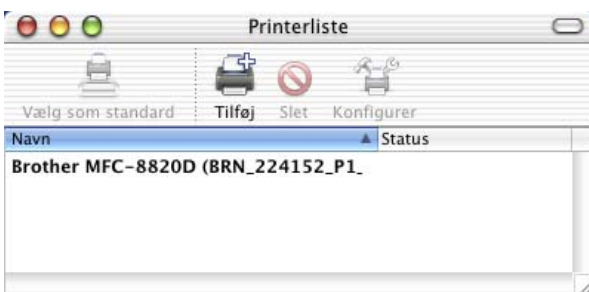 Printerliste
Vælg som standard Tilføj Slet Konfigurer
Navn Status
Brother MFC-8820D (BRN_224152_P1_